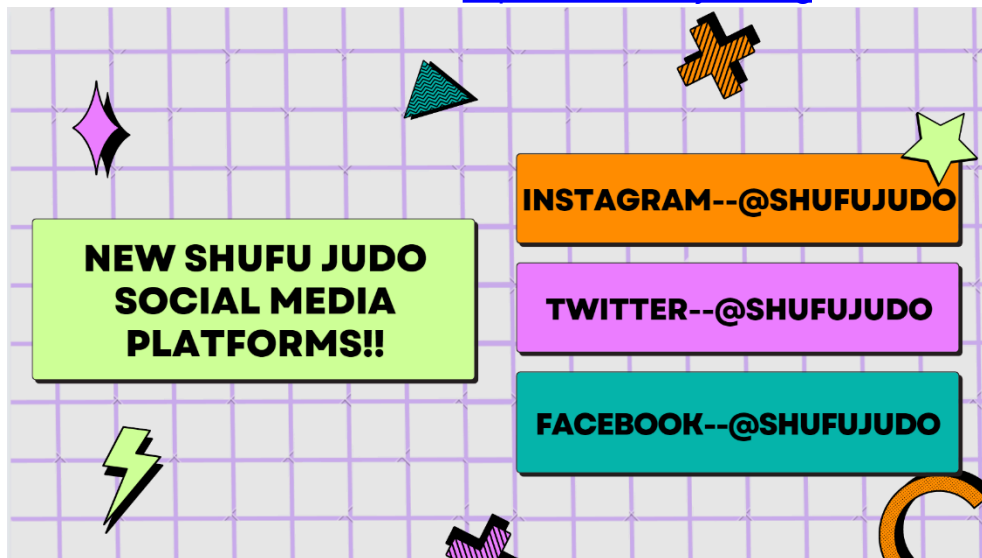 NEW SHUFU JUDO
SOCIAL MEDIA
PLATFORMS!!
INSTAGRAM--@SHUFUJUDO
TWITTER--@SHUFUJUDO
FACEBOOK--@SHUFUJUDO